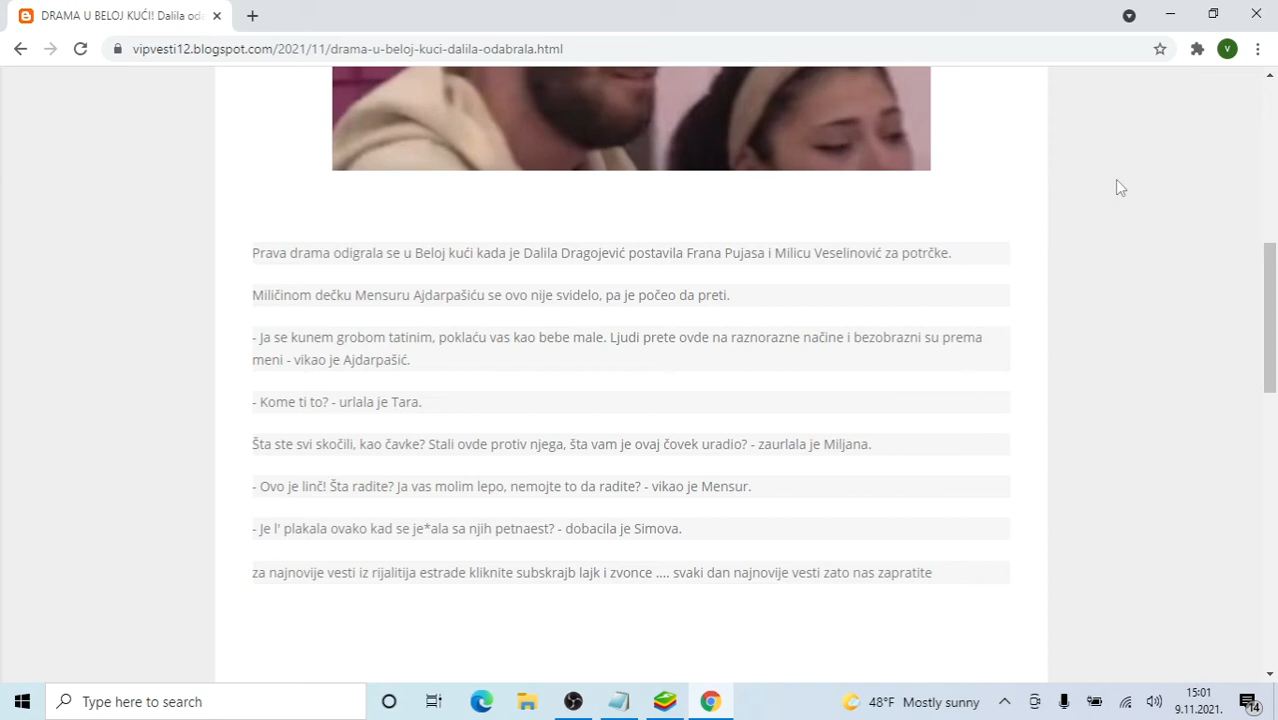 DRAMA U BELOJ KUĆI! Dalila oda
vipvesti12.blogspot.com/2021/11/drama-u-beloj-kuci-dalila-odabrala.html
V
Prava drama odigrala se u Beloj kući kada je Dalila Dragojević postavila Frana Pujasa i Milicu Veselinović za potrčke.
Miličinom dečku Mensuru Ajdarpašiću se ovo nije svidelo, pa je počeo da preti.
- Ja se kunem grobom tatinim, poklaću vas kao bebe male. Ljudi prete ovde na raznorazne načine i bezobrazni su prema
meni - vikao je Ajdarpašić.
- Kome ti to? - urlala je Tara.
Šta ste svi skočili, kao čavke? Stali ovde protiv njega, šta vam je ovaj čovek uradio? - zaurlala je Miljana.
- Ovo je linč! Šta radite? Ja vas molim lepo, nemojte to da radite? - vikao je Mensur.
- Je l' plakala ovako kad se je*ala sa njih petnaest? - dobacila je Simova.
za najnovije vesti iz rijalitija estrade kliknite subskrajb lajk i zvonce .... svaki dan najnovije vesti zato nas zapratite
Type here to search
48°F Mostly sunny
15:01
9.11.2021.
14